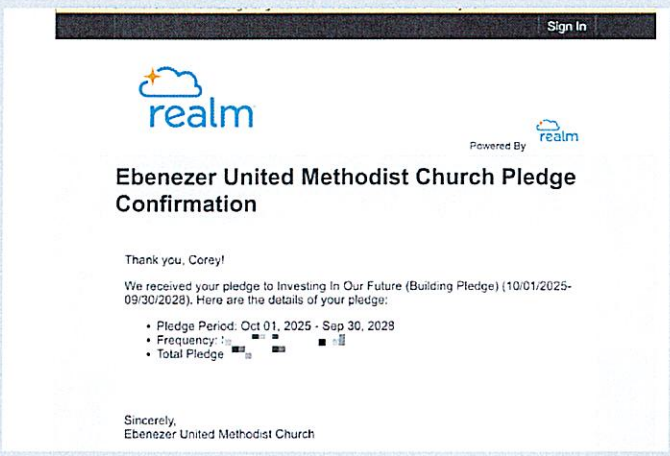 Sign In
realm
Powered By realm
Ebenezer United Methodist Church Pledge
Confirmation
Thank you, Corey!
We received your pledge to Investing In Our Future (Building Pledge) (10/01/2025-
09/30/2028). Here are the details of your pledge:
• Pledge Period: Oct 01, 2025 - Sep 30, 2028
• Frequency:
• Total Pledge
Sincerely,
Ebenezer United Methodist Church